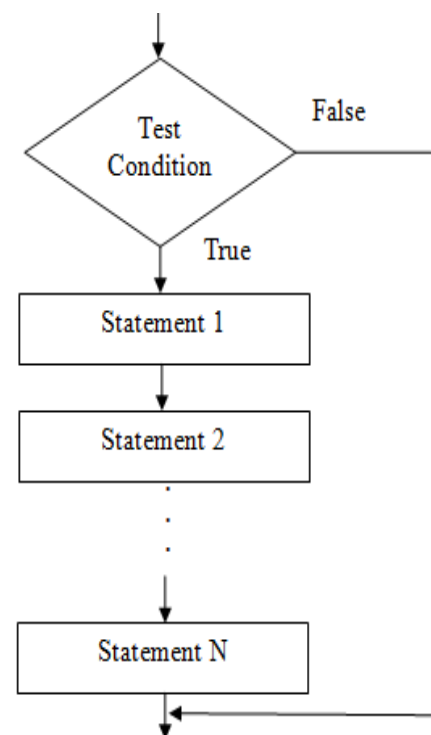 Test
Condition
False
True
Statement 1
Statement 2
.
.
.
Statement N